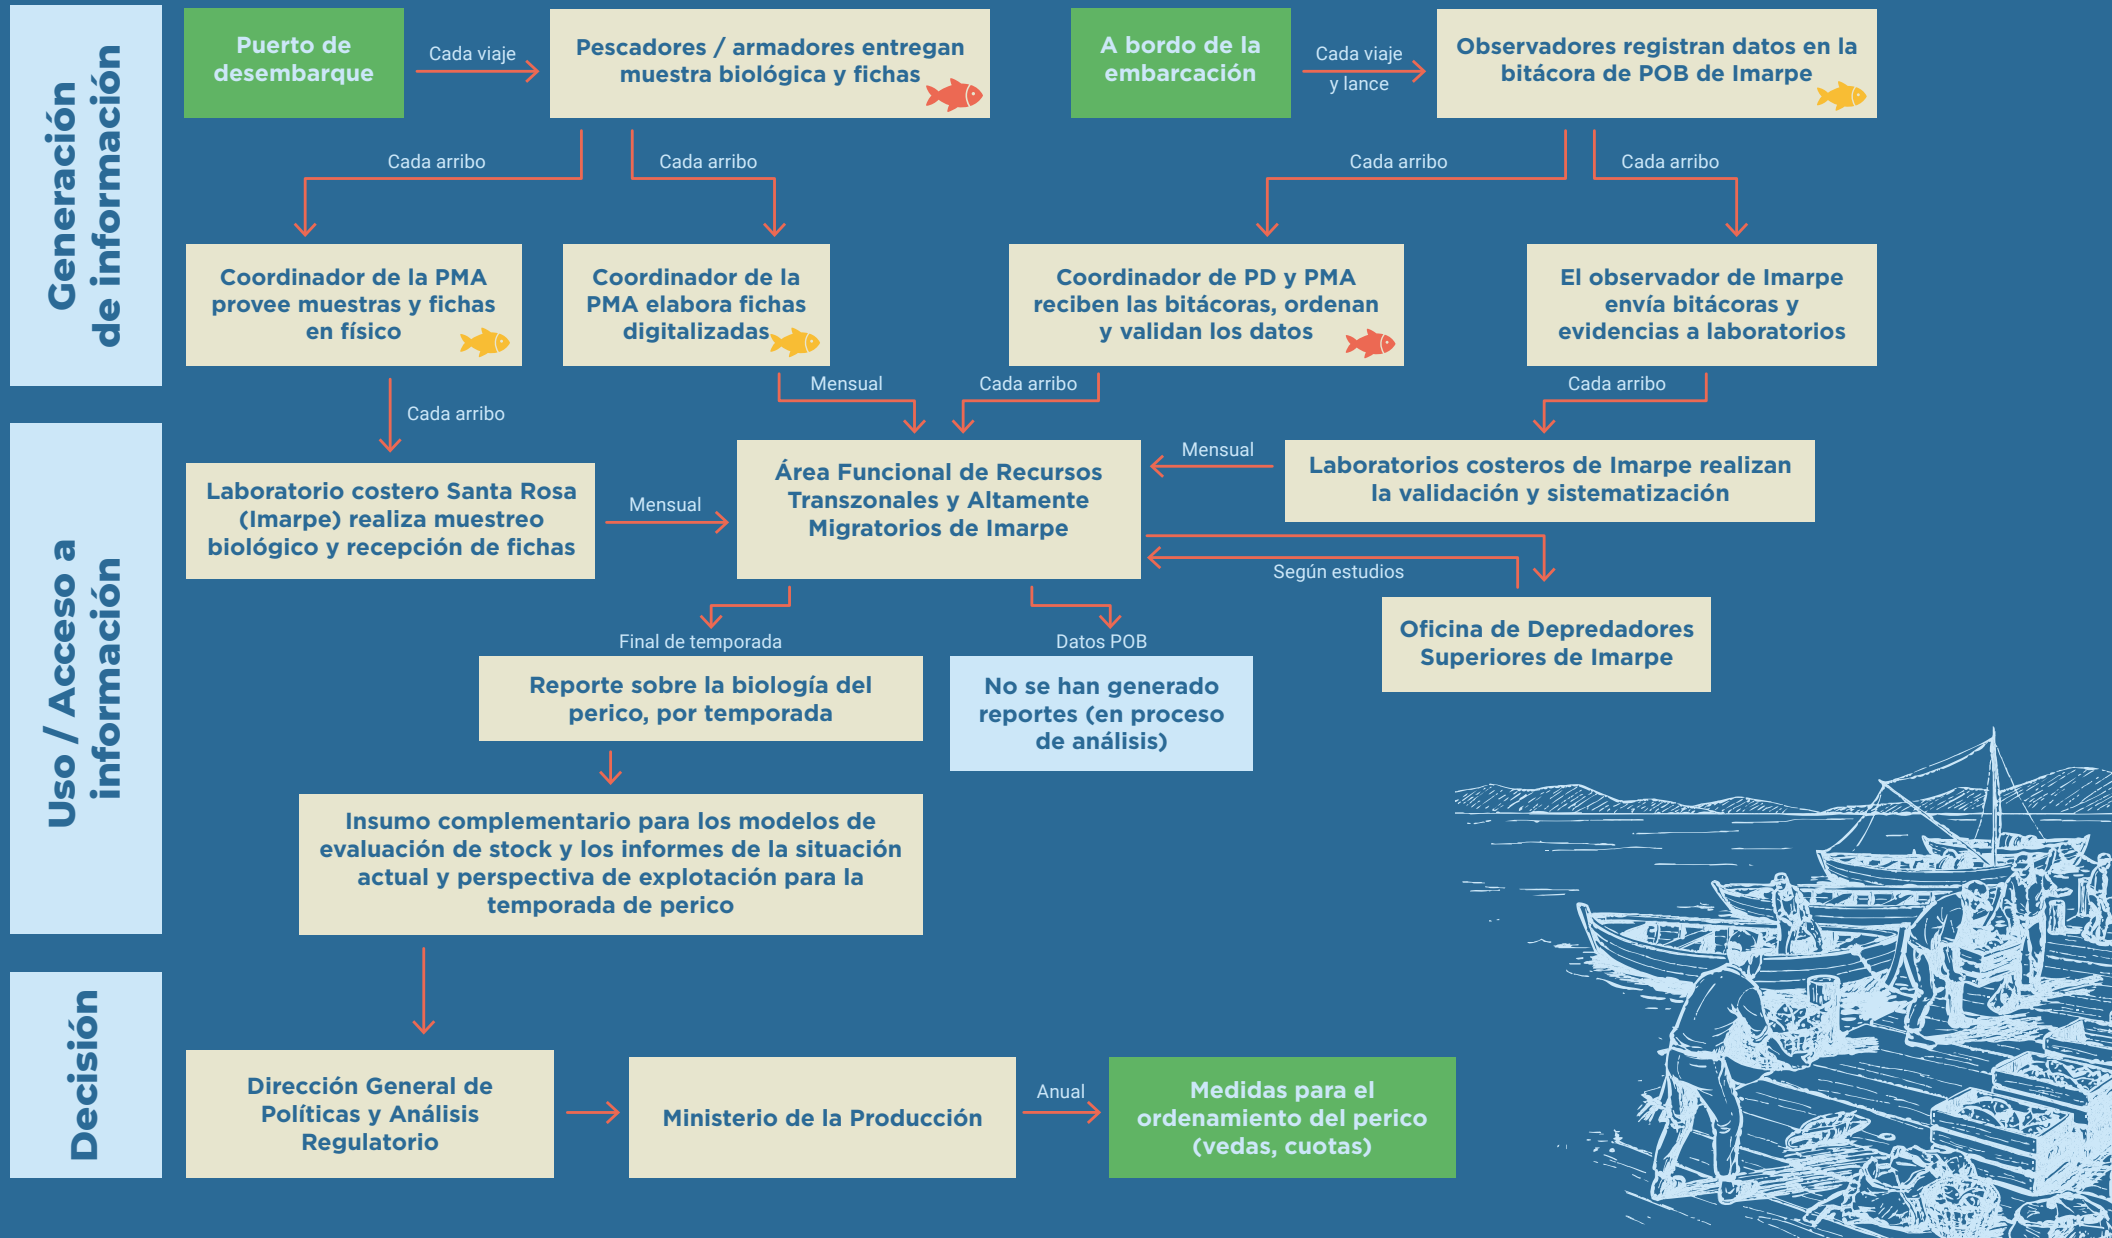 Generación
de información
Puerto de
desembarque
Cada viaje
Pescadores / armadores entregan
muestra biológica y fichas
A bordo de la
embarcación
Cada viaje
y lance
Observadores registran datos en la
bitácora de POB de Imarpe
Cada arribo
Cada arribo
Cada arribo
Cada arribo
Coordinador de la PMA
provee muestras y fichas
en físico
Coordinador de la
PMA elabora fichas
digitalizadas
Coordinador de PD y PMA
reciben las bitácoras, ordenan
y validan los datos
El observador de Imarpe
envía bitácoras y
evidencias a laboratorios
Cada arribo
Mensual
Cada arribo
Cada arribo
Uso / Acceso a
información
Laboratorio costero Santa Rosa
(Imarpe) realiza muestreo
biológico y recepción de fichas
Mensual
Área Funcional de Recursos
Transzonales y Altamente
Migratorios de Imarpe
Mensual
Laboratorios costeros de Imarpe realizan
la validación y sistematización
Según estudios
Oficina de Depredadores
Superiores de Imarpe
Final de temporada
Reporte sobre la biología del
perico, por temporada
Datos POB
No se han generado
reportes (en proceso
de análisis)
Insumo complementario para los modelos de
evaluación de stock y los informes de la situación
actual y perspectiva de explotación para la
temporada de perico
Decisión
Dirección General de
Políticas y Análisis
Regulatorio
Ministerio de la Producción
Anual
Medidas para el
ordenamiento del perico
(vedas, cuotas)